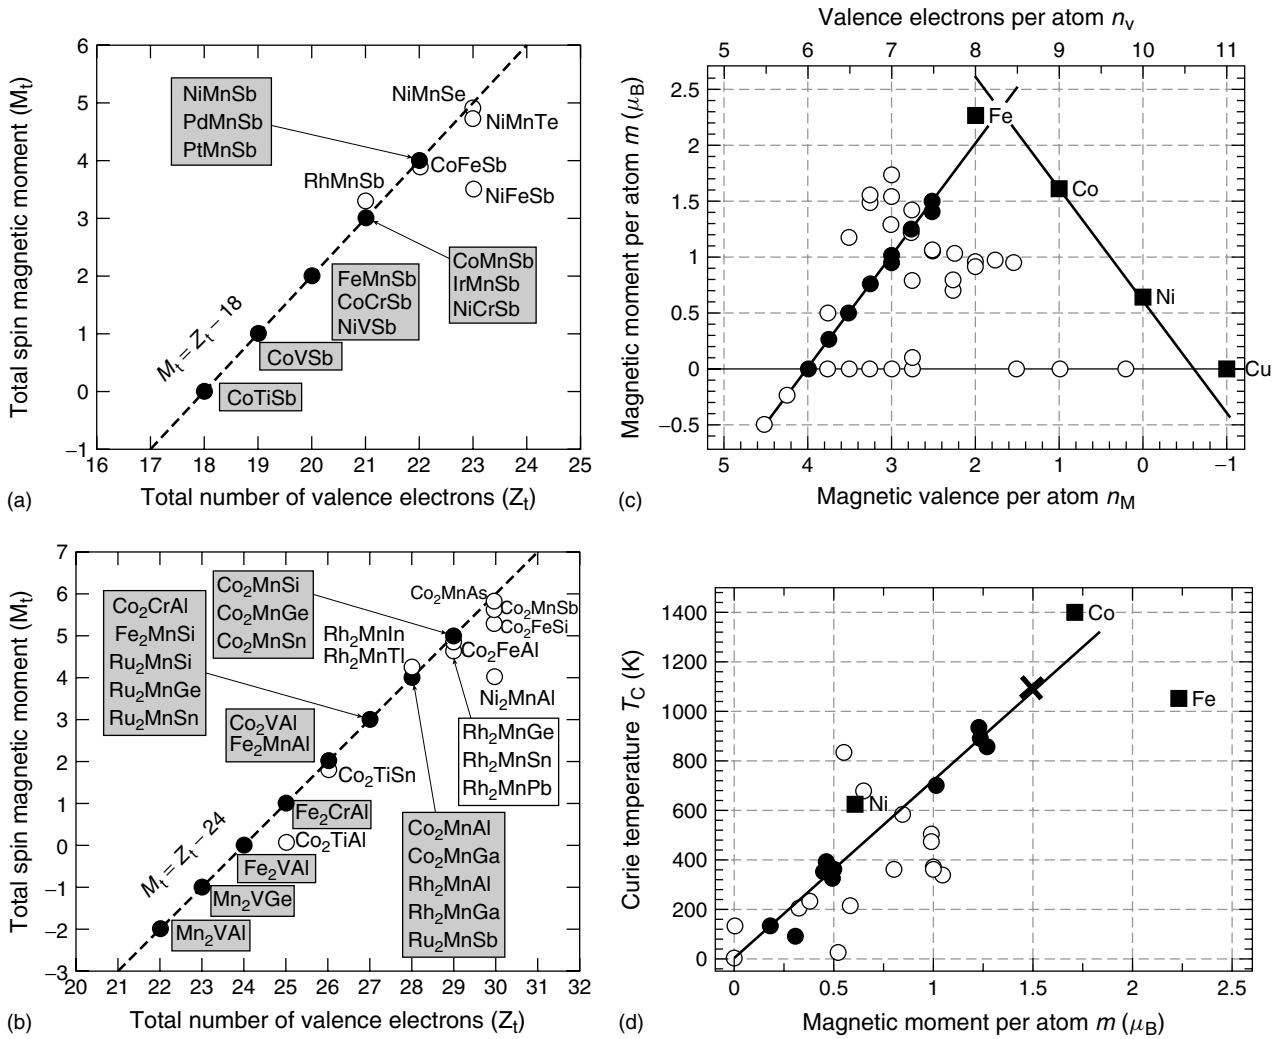 6
5
4
3
2
1
0
−1
16 17 18 19 20 21 22 23 24 25
Total spin magnetic moment (Mt)
Total number of valence electrons (Zt)
(a)
NiMnSb
PdMnSb
PtMnSb
NiMnSe
NiMnTe
CoFeSb
RhMnSb
NiFeSb
CoMnSb
IrMnSb
NiCrSb
FeMnSb
CoCrSb
NiVSb
Mt = Zt − 18
CoVSb
CoTiSb
Valence electrons per atom nv
5 6 7 8 9 10 11
2.5
2
1.5
1
0.5
0
−0.5
5 4 3 2 1 0 −1
Magnetic moment per atom m (μB)
Magnetic valence per atom nM
(c)
Fe
Co
Ni
Cu
7
6
5
4
3
2
1
0
−1
−2
−3
20 21 22 23 24 25 26 27 28 29 30 31 32
Total spin magnetic moment (Mt)
Total number of valence electrons (Zt)
(b)
Co2CrAl
Fe2MnSi
Ru2MnSi
Ru2MnGe
Ru2MnSn
Co2MnSi
Co2MnGe
Co2MnSn
Co2MnAs
Co2MnSb
Co2FeSi
Rh2MnIn
Rh2MnTl
Co2FeAl
Ni2MnAl
Co2VAl
Fe2MnAl
Rh2MnGe
Rh2MnSn
Rh2MnPb
Co2TiSn
Mt = Zt − 24
Fe2CrAl
Co2TiAl
Co2MnAl
Co2MnGa
Rh2MnAl
Rh2MnGa
Ru2MnSb
Fe2VAl
Mn2VGe
Mn2VAl
1400
1200
1000
800
600
400
200
0
0 0.5 1 1.5 2 2.5
Curie temperature TC (K)
Magnetic moment per atom m (μB)
(d)
Co
Fe
Ni